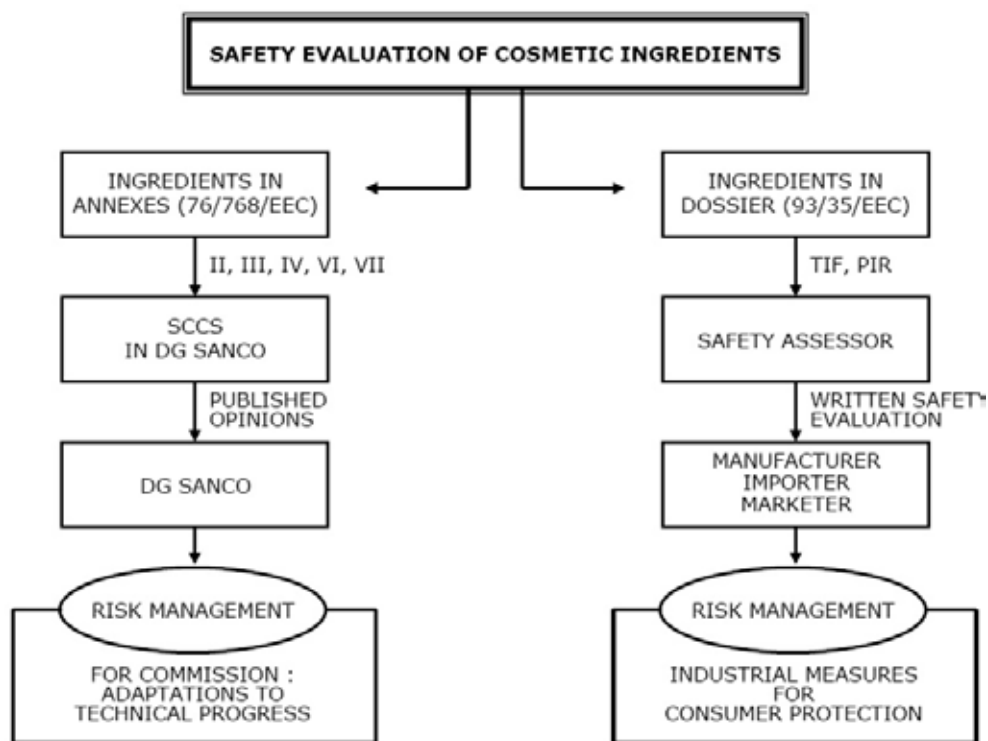 SAFETY EVALUATION OF COSMETIC INGREDIENTS
INGREDIENTS IN
ANNEXES (76/768/EEC)
II, III, IV, VI, VII
SCCS
IN DG SANCO
PUBLISHED
OPINIONS
DG SANCO
RISK MANAGEMENT
FOR COMMISSION :
ADAPTATIONS TO
TECHNICAL PROGRESS
INGREDIENTS IN
DOSSIER (93/35/EEC)
TIF, PIR
SAFETY ASSESSOR
WRITTEN SAFETY
EVALUATION
MANUFACTURER
IMPORTER
MARKETER
RISK MANAGEMENT
INDUSTRIAL MEASURES
FOR
CONSUMER PROTECTION